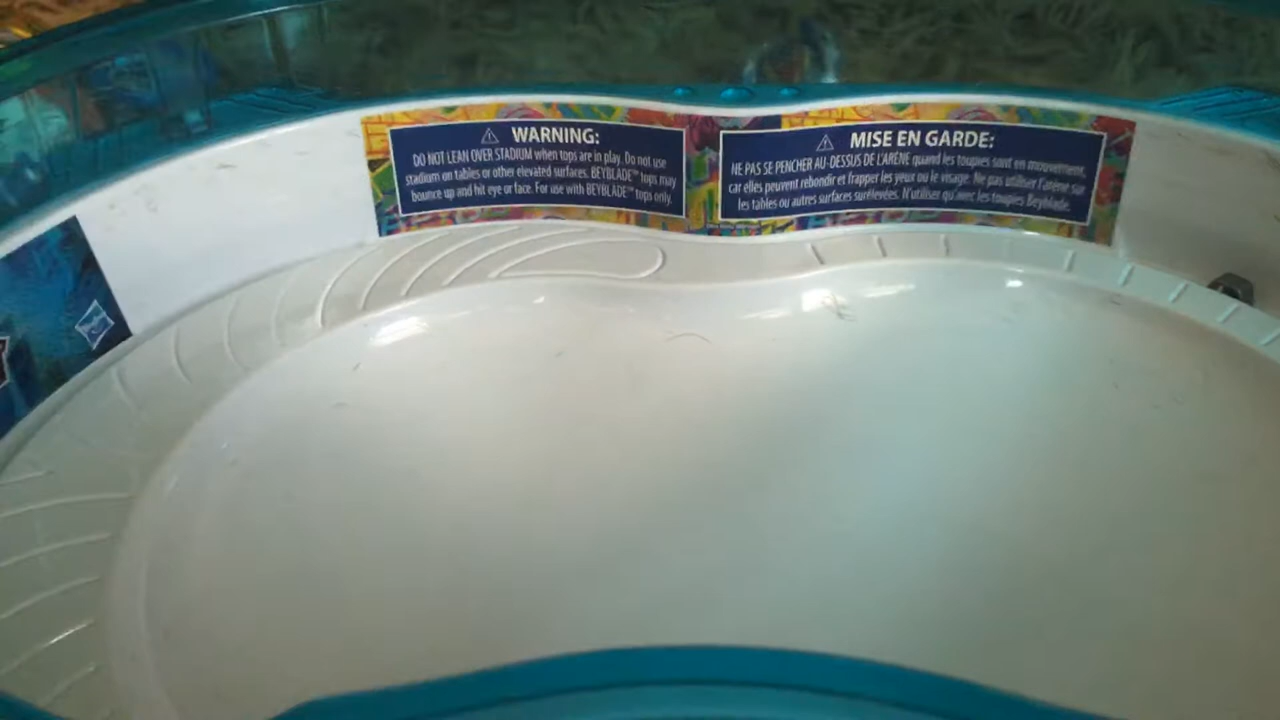 WARNING:
DO NOT LEAN OVER STADIUM when tops are in play. Do not use
stadium on tables or other elevated surfaces. BEYBLADE™ tops may
bounce up and hit eye or face. For use with BEYBLADE™ tops only.
MISE EN GARDE:
NE PAS SE PENCHER AU-DESSUS DE L'ARÈNE quand les toupies sont en mouvement,
car elles peuvent rebondir et frapper les yeux ou le visage. Ne pas utiliser l'arène sur
les tables ou autres surfaces surélevées. N'utiliser qu'avec les toupies Beyblade.